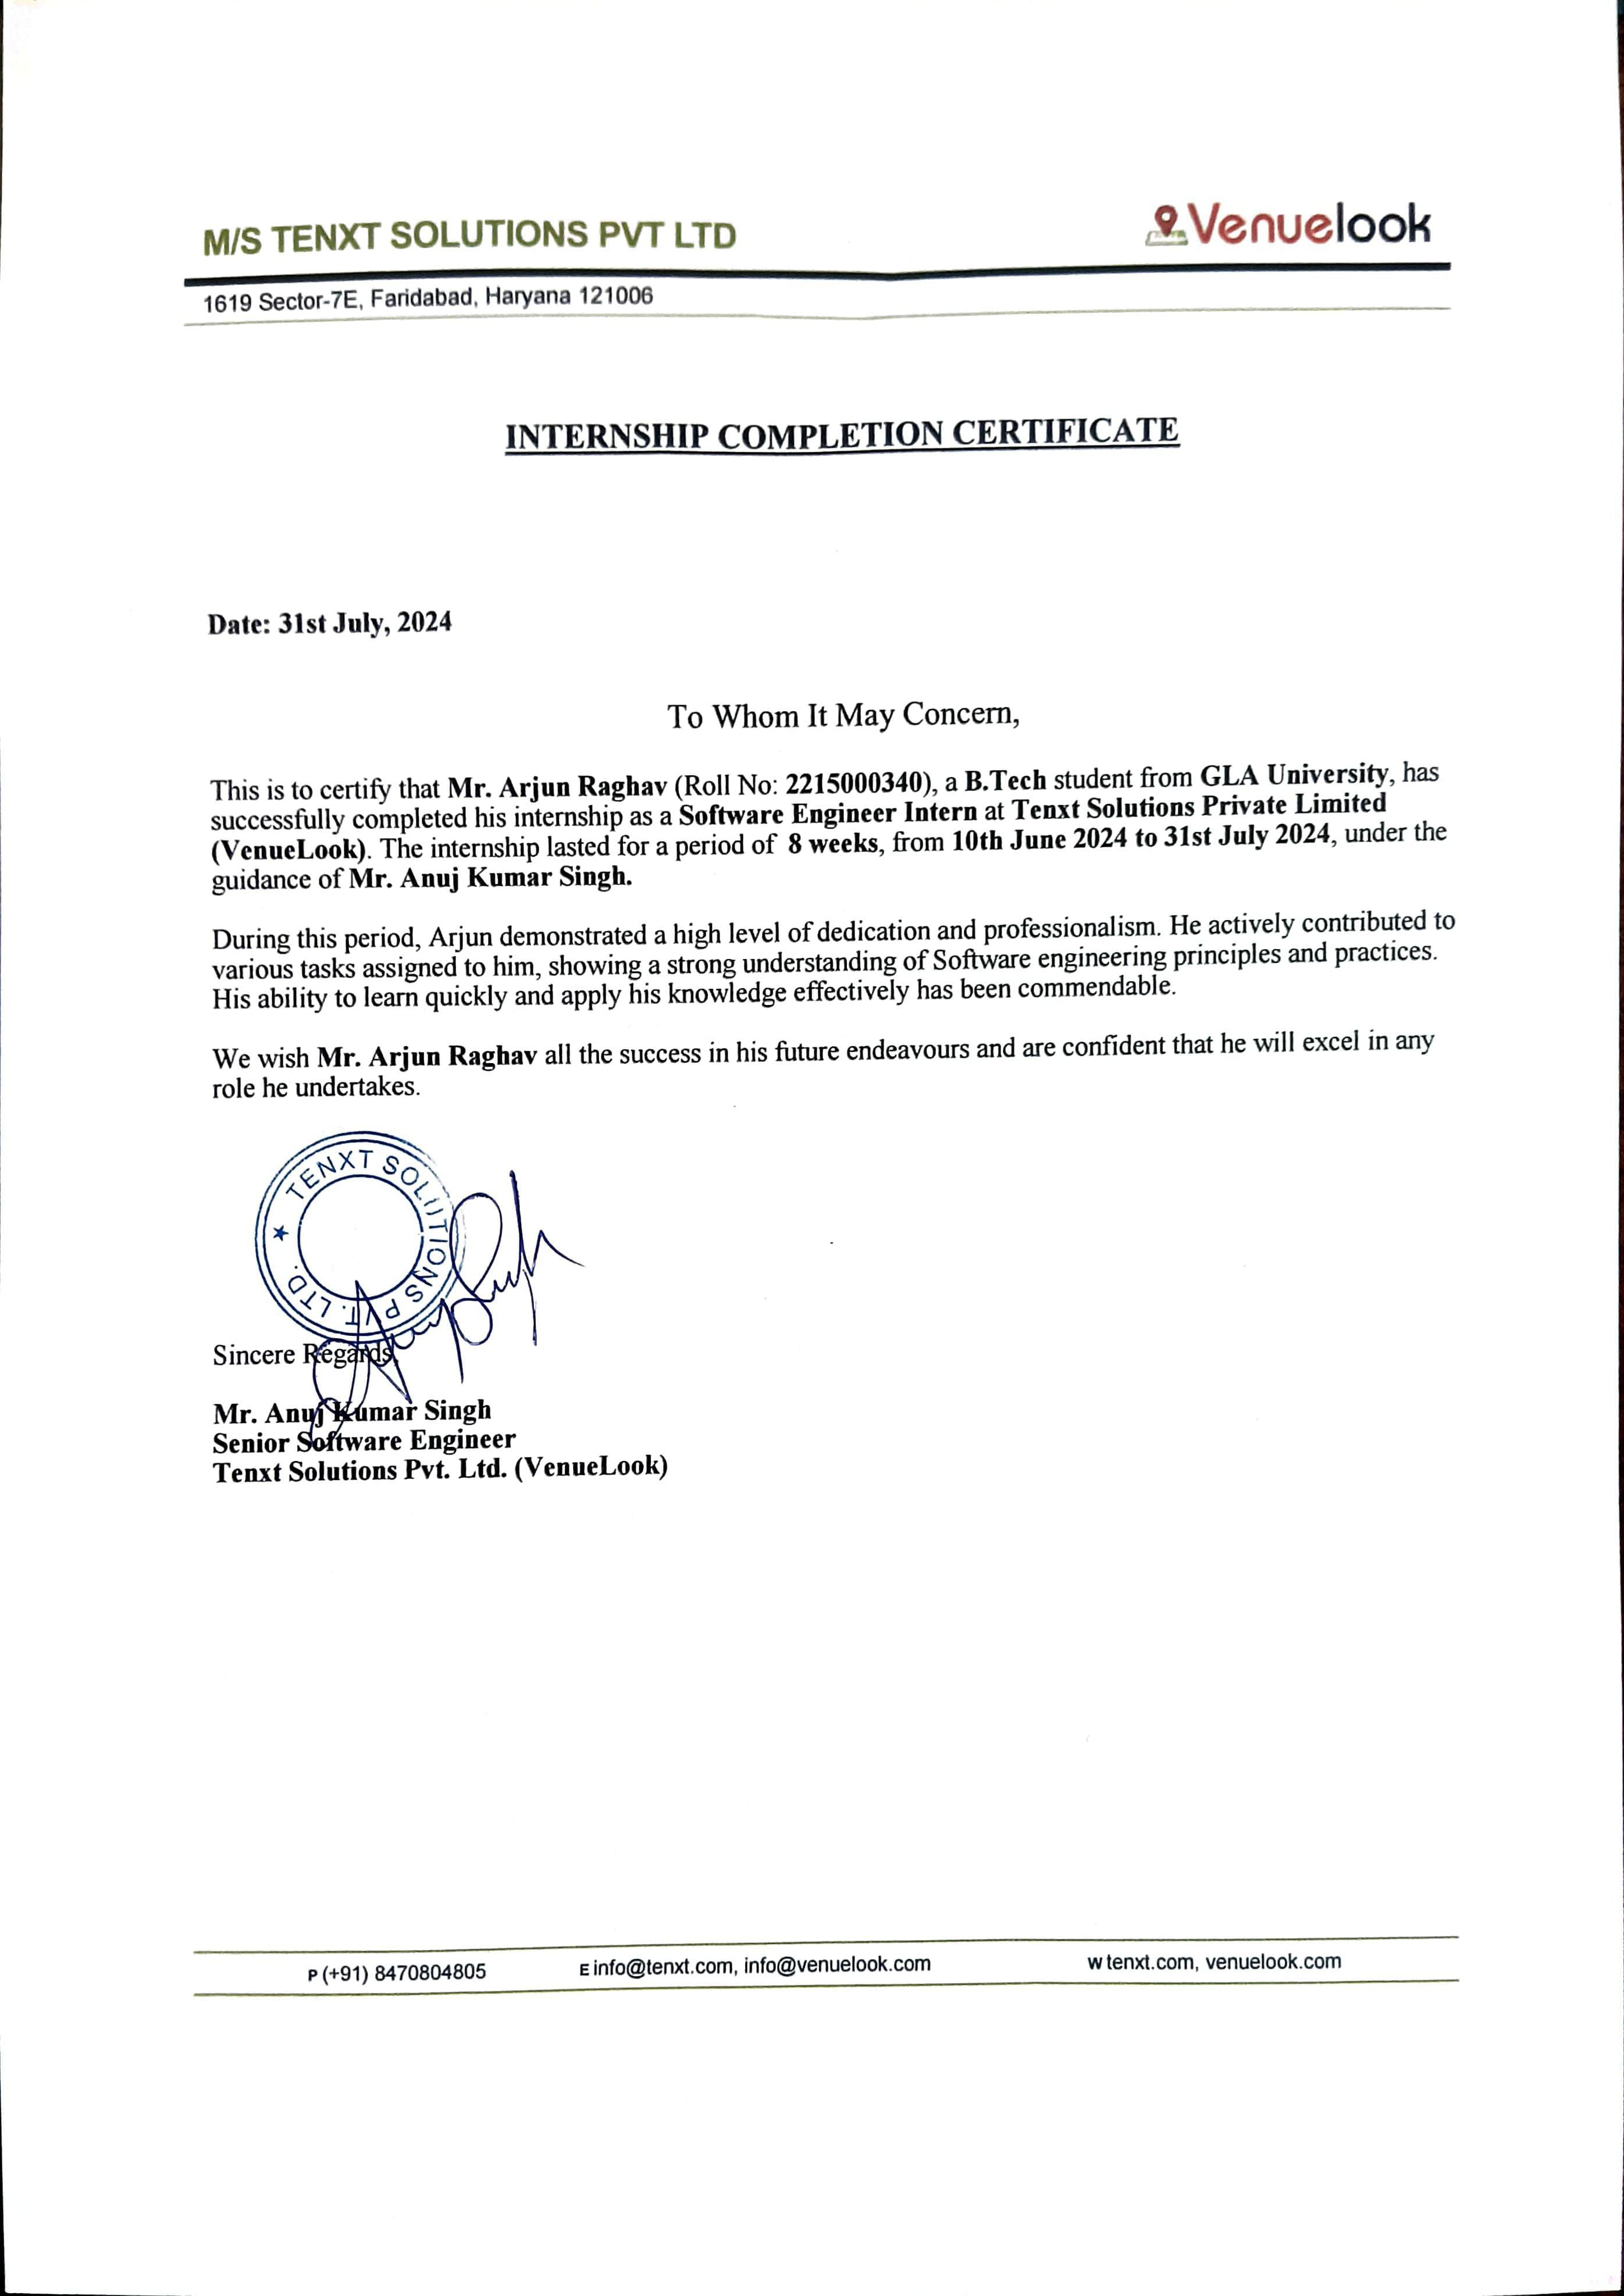 M/S TENXT SOLUTIONS PVT LTD
Venuelook
1619 Sector-7E, Faridabad, Haryana 121006
INTERNSHIP COMPLETION CERTIFICATE
Date: 31st July, 2024
To Whom It May Concern,
This is to certify that Mr. Arjun Raghav (Roll No: 2215000340), a B.Tech student from GLA University, has
successfully completed his internship as a Software Engineer Intern at Tenxt Solutions Private Limited
(VenueLook). The internship lasted for a period of 8 weeks, from 10th June 2024 to 31st July 2024, under the
guidance of Mr. Anuj Kumar Singh.
During this period, Arjun demonstrated a high level of dedication and professionalism. He actively contributed to
various tasks assigned to him, showing a strong understanding of Software engineering principles and practices.
His ability to learn quickly and apply his knowledge effectively has been commendable.
We wish Mr. Arjun Raghav all the success in his future endeavours and are confident that he will excel in any
role he undertakes.
★ TENXT SOLUTIONS PVT. LTD.
Sincere Regards,
Mr. Anuj Kumar Singh
Senior Software Engineer
Tenxt Solutions Pvt. Ltd. (VenueLook)
P (+91) 8470804805 E info@tenxt.com, info@venuelook.com W tenxt.com, venuelook.com